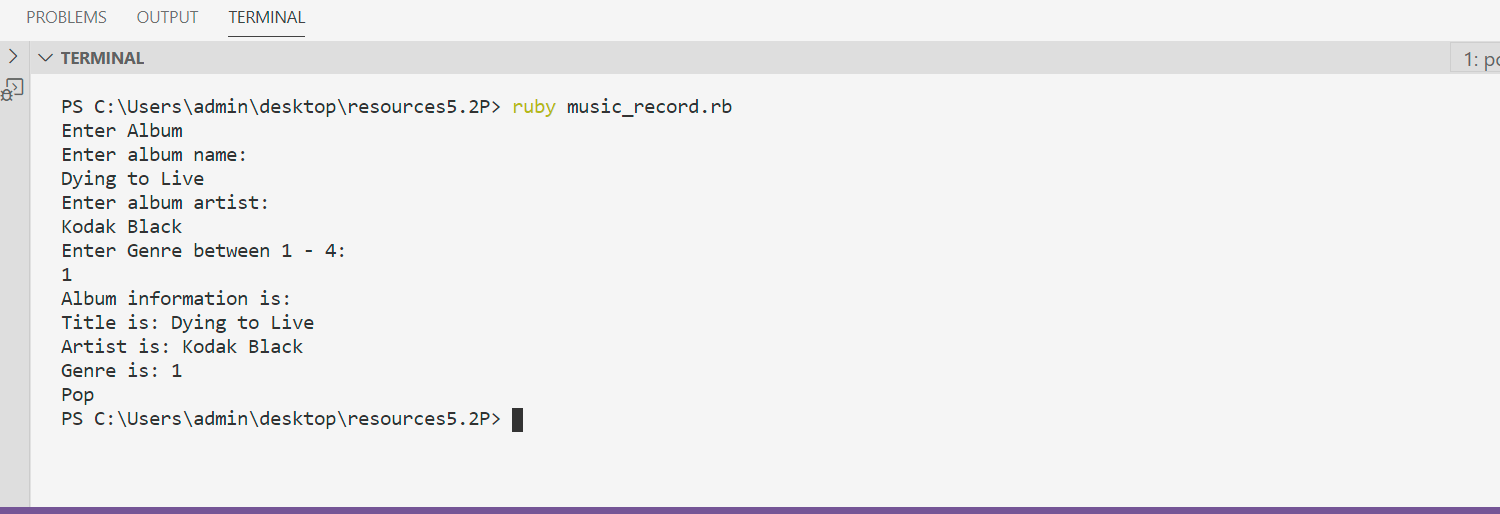 PROBLEMS OUTPUT TERMINAL
TERMINAL
1: po
PS C:\Users\admin\desktop\resources5.2P> ruby music_record.rb
Enter Album
Enter album name:
Dying to Live
Enter album artist:
Kodak Black
Enter Genre between 1 - 4:
1
Album information is:
Title is: Dying to Live
Artist is: Kodak Black
Genre is: 1
Pop
PS C:\Users\admin\desktop\resources5.2P>